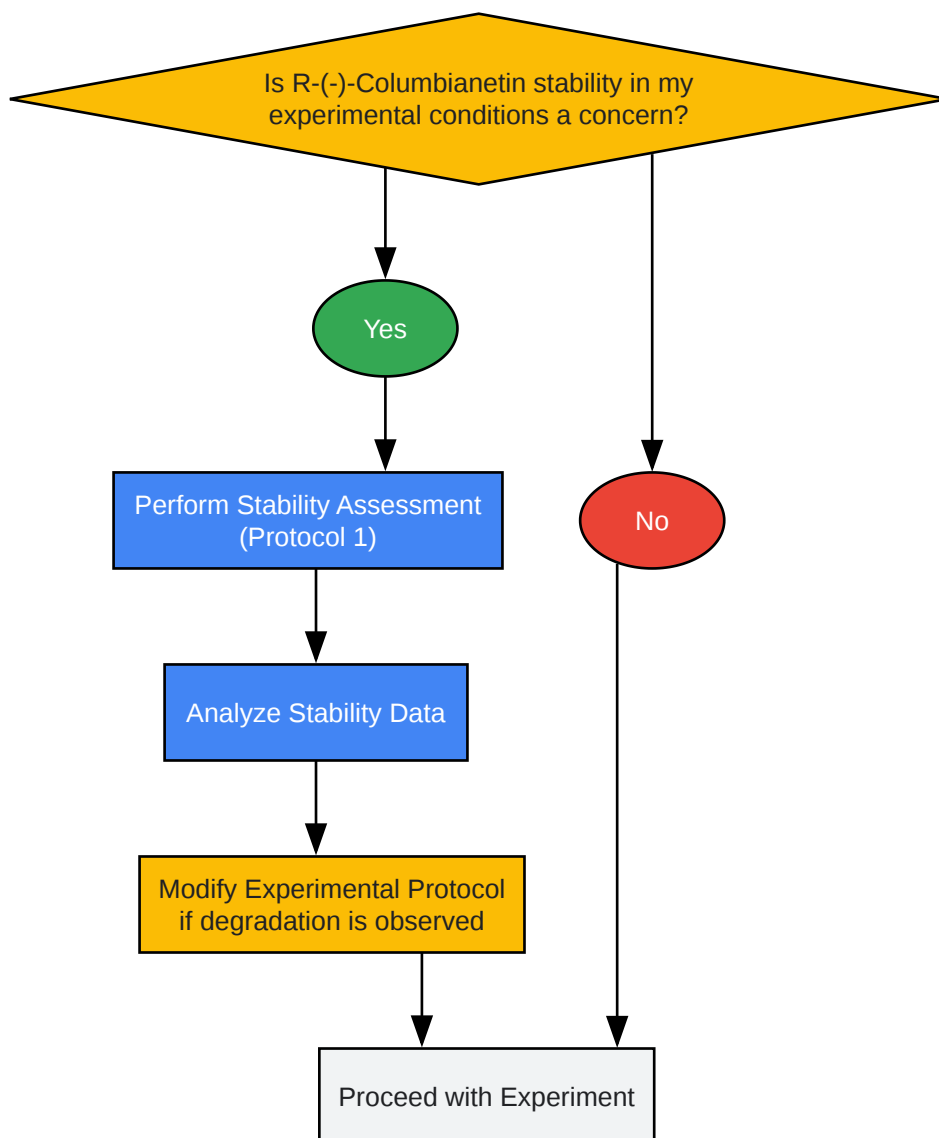 Is R-(-)-Columbianetin stability in my
experimental conditions a concern?
Yes
Perform Stability Assessment
(Protocol 1)
No
Analyze Stability Data
Modify Experimental Protocol
if degradation is observed
Proceed with Experiment